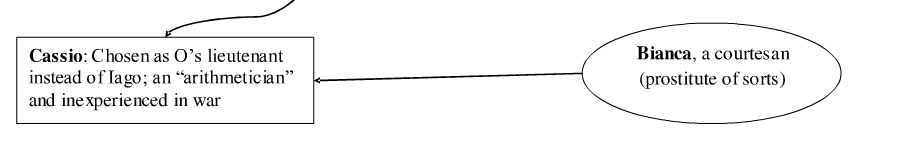 Cassio: Chosen as O’s lieutenant
instead of Iago; an “arithmetician”
and inexperienced in war
Bianca, a courtesan
(prostitute of sorts)